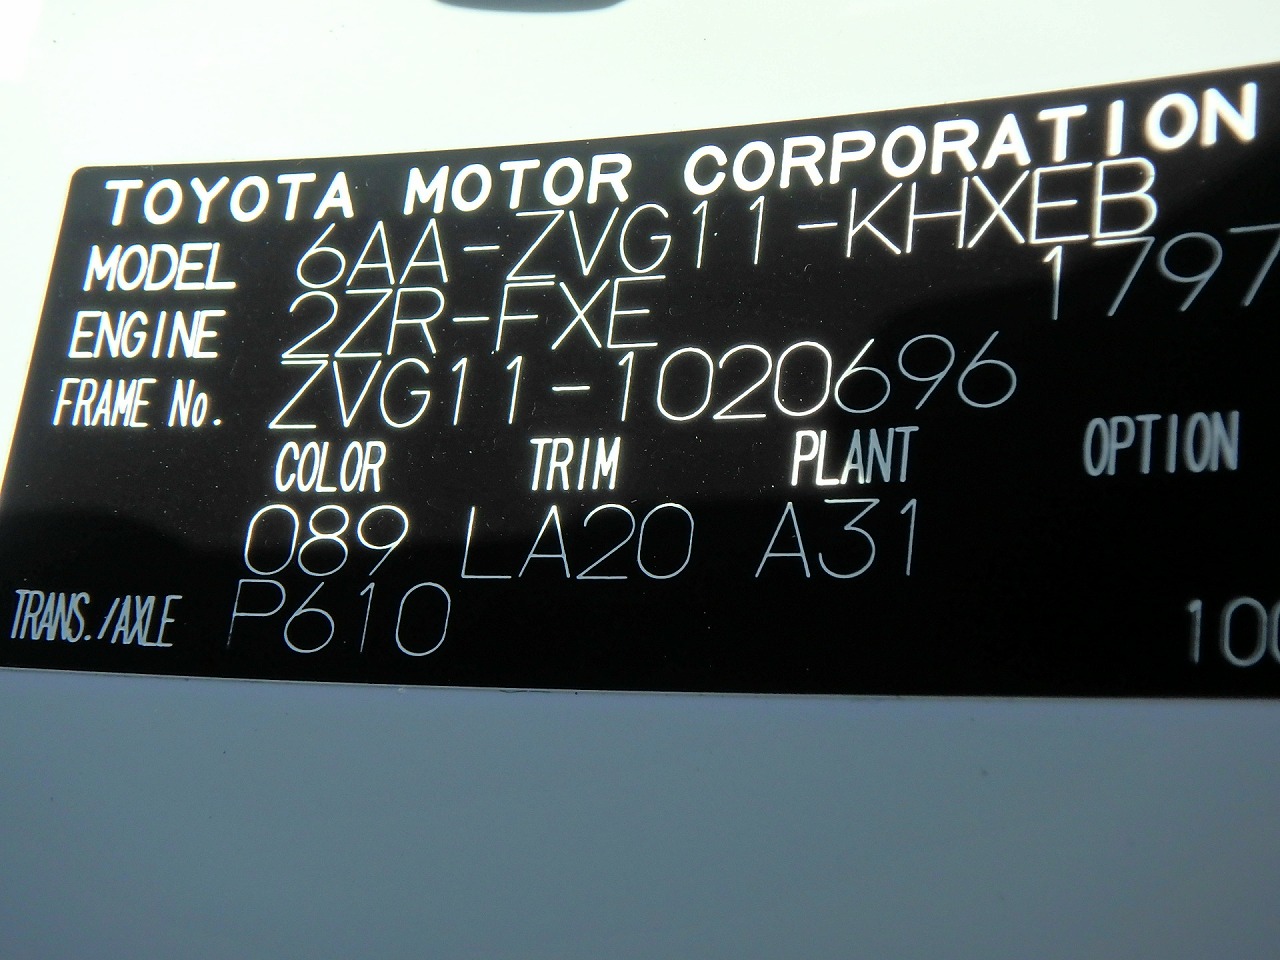 TOYOTA MOTOR CORPORATION
MODEL 6AA-ZVG11-KHXEB
ENGINE 2ZR-FXE 1797
FRAME No. ZVG11-1020696
COLOR TRIM PLANT OPTION
089 LA20 A31
TRANS./AXLE P610 100